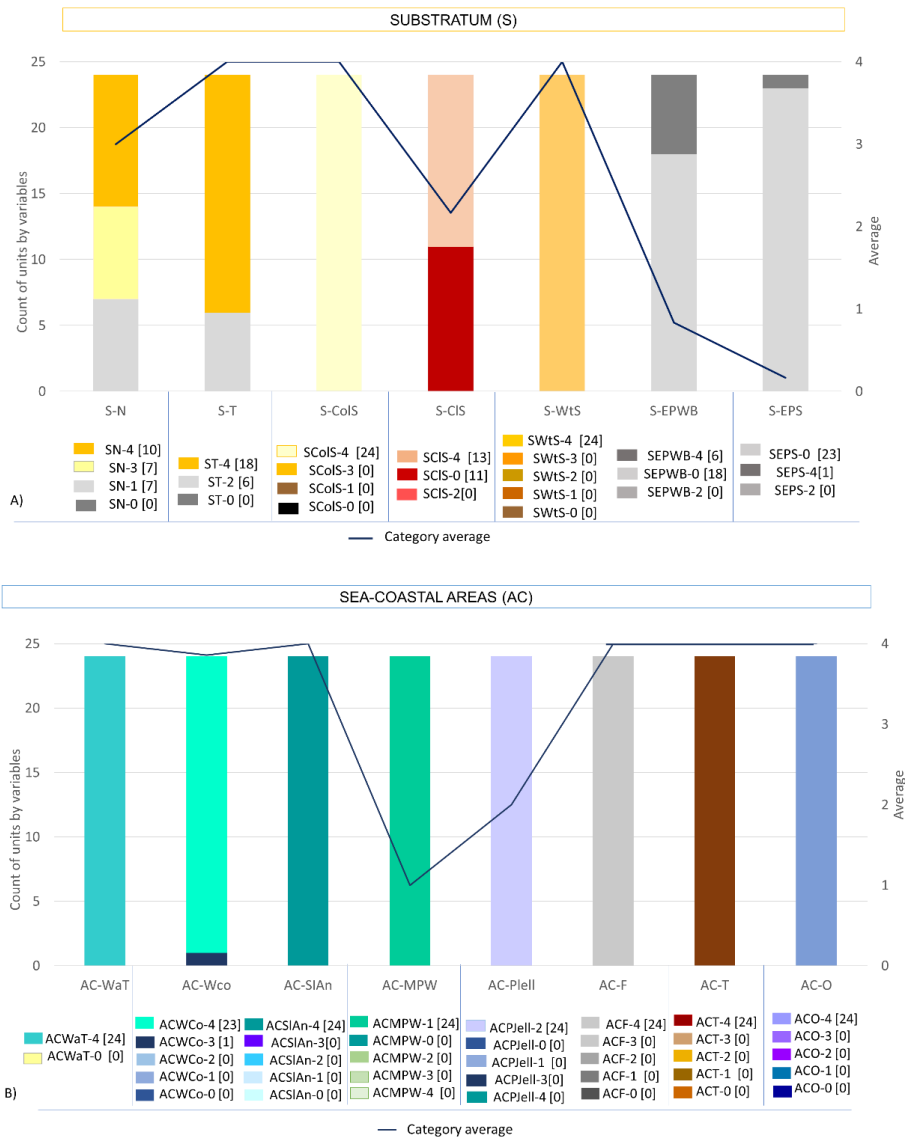 SUBSTRATUM (S)
25
20
15
10
5
0
Count of units by variables
4
3
2
1
0
Average
S-N
S-T
S-ColS
S-ClS
S-WtS
S-EPWB
S-EPS
SN-4 [10]
SN-3 [7]
SN-1 [7]
SN-0 [0]
ST-4 [18]
ST-2 [6]
ST-0 [0]
SColS-4 [24]
SColS-3 [0]
SColS-1 [0]
SColS-0 [0]
SClS-4 [13]
SClS-0 [11]
SClS-2[0]
SWtS-4 [24]
SWtS-3 [0]
SWtS-2 [0]
SWtS-1 [0]
SWtS-0 [0]
SEPWB-4 [6]
SEPWB-0 [18]
SEPWB-2 [0]
SEPS-0 [23]
SEPS-4[1]
SEPS-2 [0]
A)
Category average
SEA-COASTAL AREAS (AC)
25
20
15
10
5
0
Count of units by variables
4
3
2
1
0
Average
AC-WaT
AC-Wco
AC-SlAn
AC-MPW
AC-Plell
AC-F
AC-T
AC-O
ACWaT-4 [24]
ACWaT-0 [0]
ACWCo-4 [23]
ACWCo-3 [1]
ACWCo-2 [0]
ACWCo-1 [0]
ACWCo-0 [0]
ACSlAn-4 [24]
ACSlAn-3[0]
ACSlAn-2 [0]
ACSlAn-1 [0]
ACSlAn-0 [0]
ACMPW-1 [24]
ACMPW-0 [0]
ACMPW-2 [0]
ACMPW-3 [0]
ACMPW-4 [0]
ACPJell-2 [24]
ACPJell-0 [0]
ACPJell-1 [0]
ACPJell-3[0]
ACPJell-4 [0]
ACF-4 [24]
ACF-3 [0]
ACF-2 [0]
ACF-1 [0]
ACF-0 [0]
ACT-4 [24]
ACT-3 [0]
ACT-2 [0]
ACT-1 [0]
ACT-0 [0]
ACO-4 [24]
ACO-3 [0]
ACO-2 [0]
ACO-1 [0]
ACO-0 [0]
B)
Category average